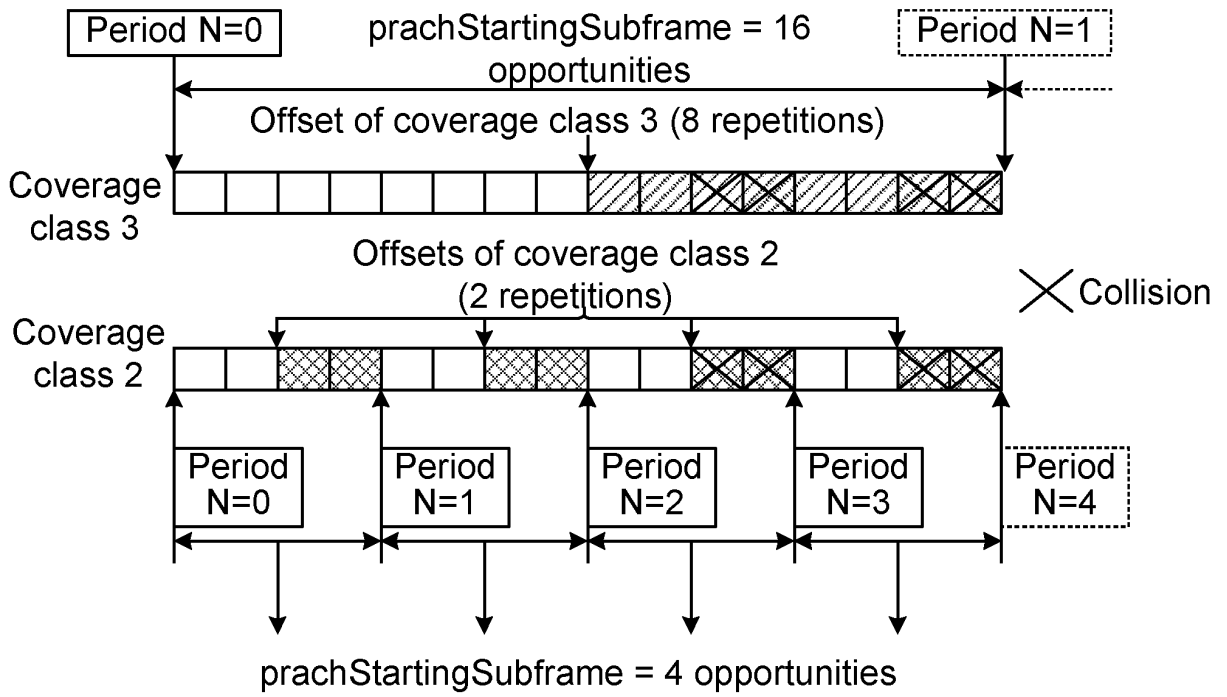 Period N=0
prachStartingSubframe = 16
opportunities
Period N=1
Offset of coverage class 3 (8 repetitions)
Coverage
class 3
Offsets of coverage class 2
(2 repetitions)
Collision
Coverage
class 2
Period
N=0
Period
N=1
Period
N=2
Period
N=3
Period
N=4
prachStartingSubframe = 4 opportunities